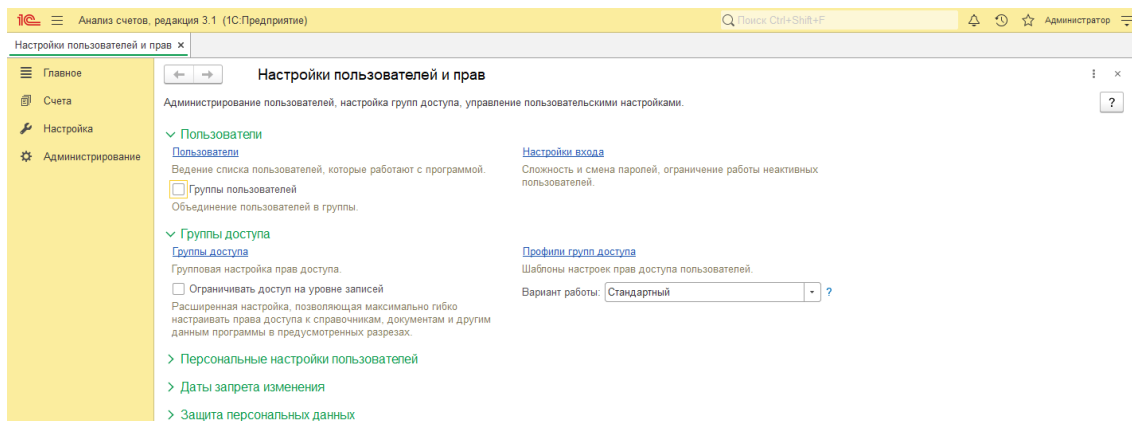 1С Анализ счетов, редакция 3.1 (1С:Предприятие) Поиск Ctrl+Shift+F Администратор
Настройки пользователей и прав ×
Главное
Счета
Настройка
Администрирование
Настройки пользователей и прав
Администрирование пользователей, настройка групп доступа, управление пользовательскими настройками. ?
Пользователи
Пользователи
Ведение списка пользователей, которые работают с программой.
Группы пользователей
Объединение пользователей в группы.
Настройки входа
Сложность и смена паролей, ограничение работы неактивных
пользователей.
Группы доступа
Группы доступа
Групповая настройка прав доступа.
Ограничивать доступ на уровне записей
Расширенная настройка, позволяющая максимально гибко
настраивать права доступа к справочникам, документам и другим
данным программы в предусмотренных разрезах.
Профили групп доступа
Шаблоны настроек прав доступа пользователей.
Вариант работы: Стандартный ?
Персональные настройки пользователей
Даты запрета изменения
Защита персональных данных